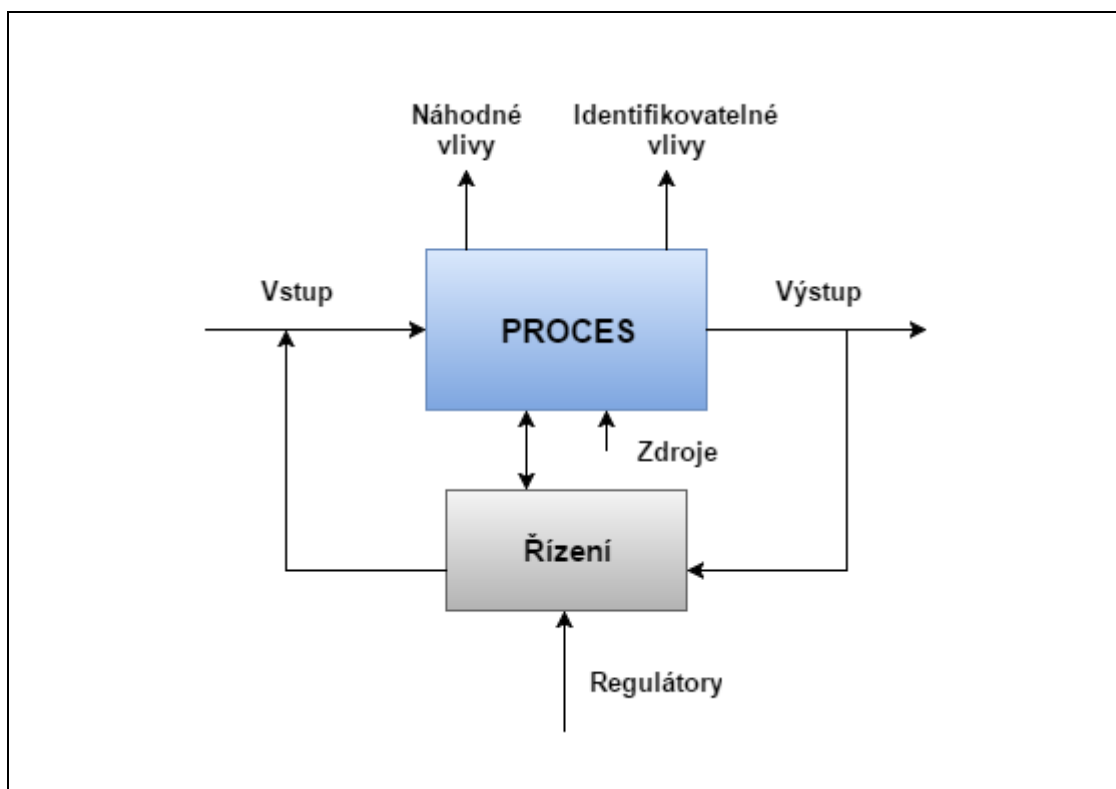 Náhodné
vlivy
Identifikovatelné
vlivy
Vstup
Výstup
PROCES
Zdroje
Řízení
Regulátory